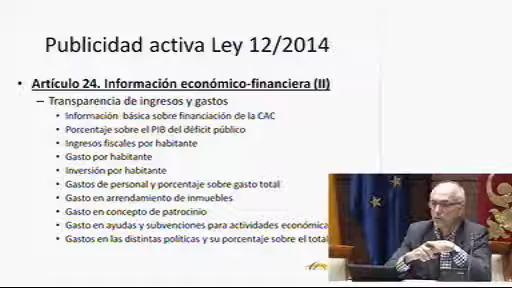 Publicidad activa Ley 12/2014
• Artículo 24. Información económico-financiera (II)
– Transparencia de ingresos y gastos
• Información básica sobre financiación de la CAC
• Porcentaje sobre el PIB del déficit público
• Ingresos fiscales por habitante
• Gasto por habitante
• Inversión por habitante
• Gastos de personal y porcentaje sobre gasto total
• Gasto en arrendamiento de inmuebles
• Gasto en concepto de patrocinio
• Gasto en ayudas y subvenciones para actividades económica
• Gastos en las distintas políticas y su porcentaje sobre el total